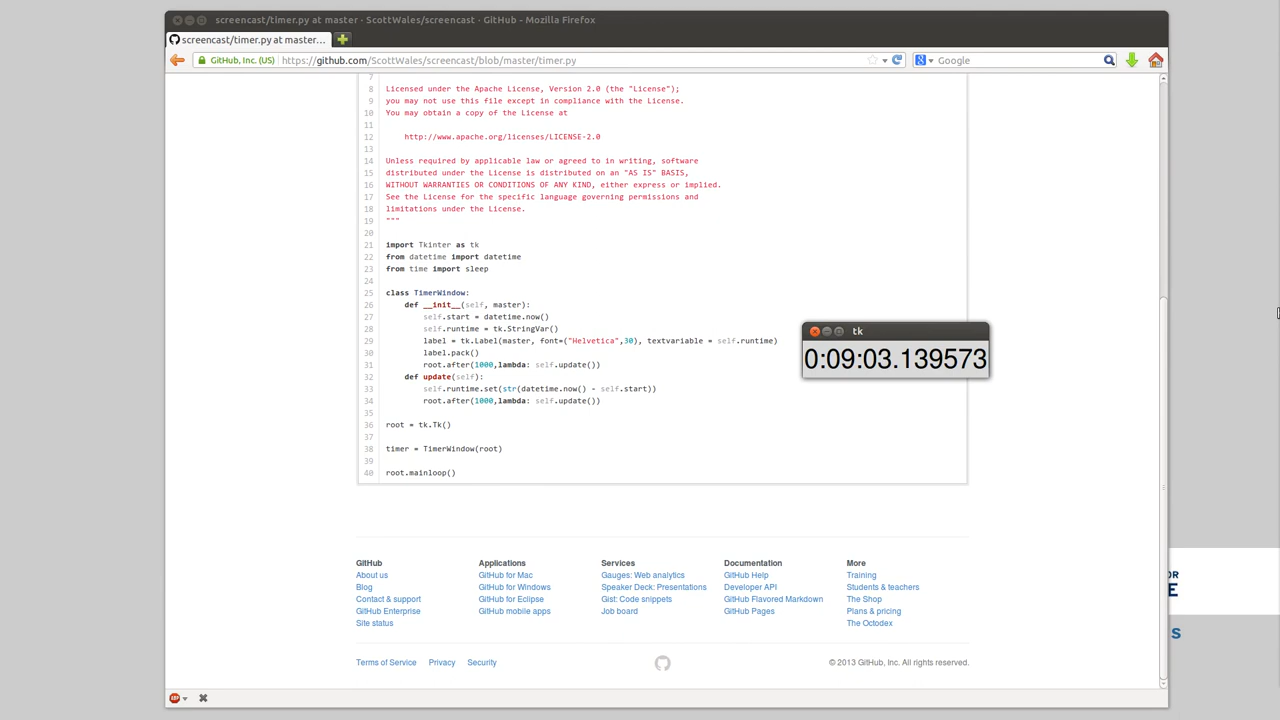 screencast/timer.py at master · ScottWales/screencast · GitHub - Mozilla Firefox
screencast/timer.py at master...
GitHub, Inc. (US)
https://github.com/ScottWales/screencast/blob/master/timer.py
Google
7
8 Licensed under the Apache License, Version 2.0 (the "License");
9 you may not use this file except in compliance with the License.
10 You may obtain a copy of the License at
11
12 http://www.apache.org/licenses/LICENSE-2.0
13
14 Unless required by applicable law or agreed to in writing, software
15 distributed under the License is distributed on an "AS IS" BASIS,
16 WITHOUT WARRANTIES OR CONDITIONS OF ANY KIND, either express or implied.
17 See the License for the specific language governing permissions and
18 limitations under the License.
19 """
20
21 import Tkinter as tk
22 from datetime import datetime
23 from time import sleep
24
25 class TimerWindow:
26 def __init__(self, master):
27 self.start = datetime.now()
28 self.runtime = tk.StringVar()
29 label = tk.Label(master, font=("Helvetica",30), textvariable = self.runtime)
30 label.pack()
31 root.after(1000,lambda: self.update())
32 def update(self):
33 self.runtime.set(str(datetime.now() - self.start))
34 root.after(1000,lambda: self.update())
35
36 root = tk.Tk()
37
38 timer = TimerWindow(root)
39
40 root.mainloop()
tk
0:09:03.139573
GitHub
About us
Blog
Contact & support
GitHub Enterprise
Site status
Applications
GitHub for Mac
GitHub for Windows
GitHub for Eclipse
GitHub mobile apps
Services
Gauges: Web analytics
Speaker Deck: Presentations
Gist: Code snippets
Job board
Documentation
GitHub Help
Developer API
GitHub Flavored Markdown
GitHub Pages
More
Training
Students & teachers
The Shop
Plans & pricing
The Octodex
Terms of Service
Privacy
Security
© 2013 GitHub, Inc. All rights reserved.
OR
E
S